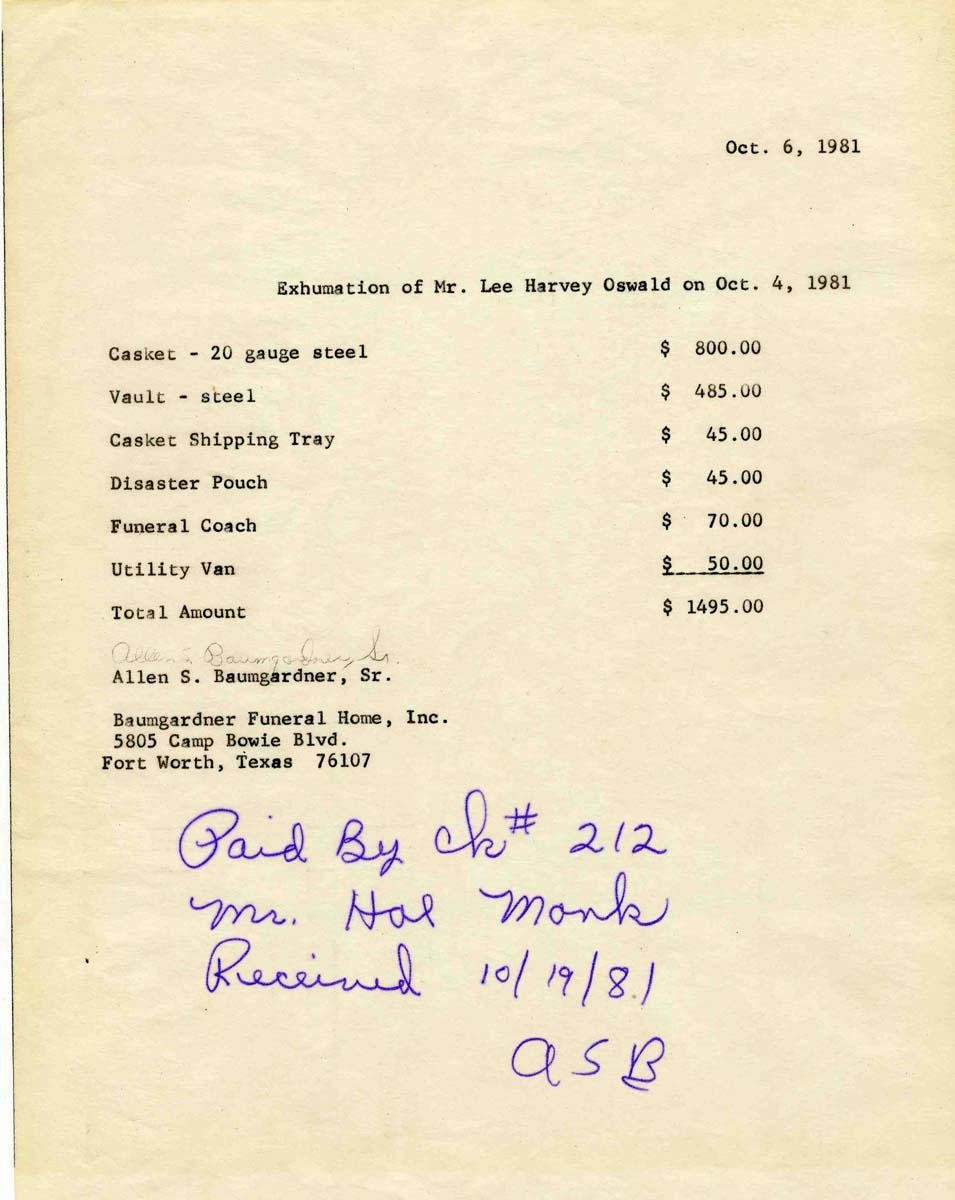 Oct. 6, 1981
Exhumation of Mr. Lee Harvey Oswald on Oct. 4, 1981
Casket - 20 gauge steel $ 800.00
Vault - steel $ 485.00
Casket Shipping Tray $ 45.00
Disaster Pouch $ 45.00
Funeral Coach $ 70.00
Utility Van $ 50.00
Total Amount $ 1495.00
Allen S. Baumgardner, Sr.
Allen S. Baumgardner, Sr.
Baumgardner Funeral Home, Inc.
5805 Camp Bowie Blvd.
Fort Worth, Texas 76107
Paid By Ck# 212
Mr. Hal Monk
Received 10/19/81
ASB